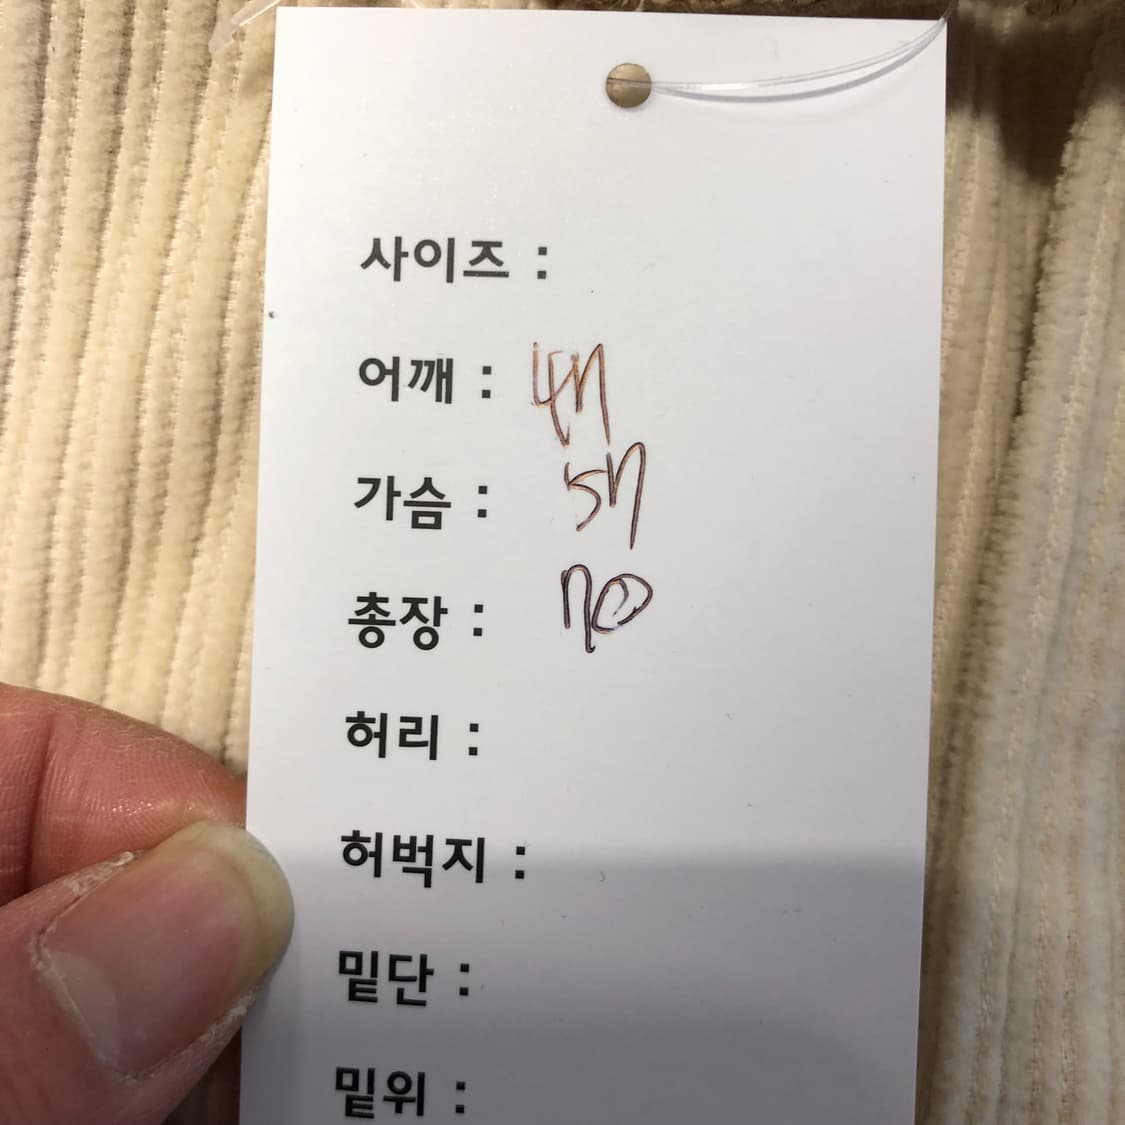 사이즈 :
어깨 : 47
가슴 : 57
총장 : 70
허리 :
허벅지 :
밑단 :
밑위 :